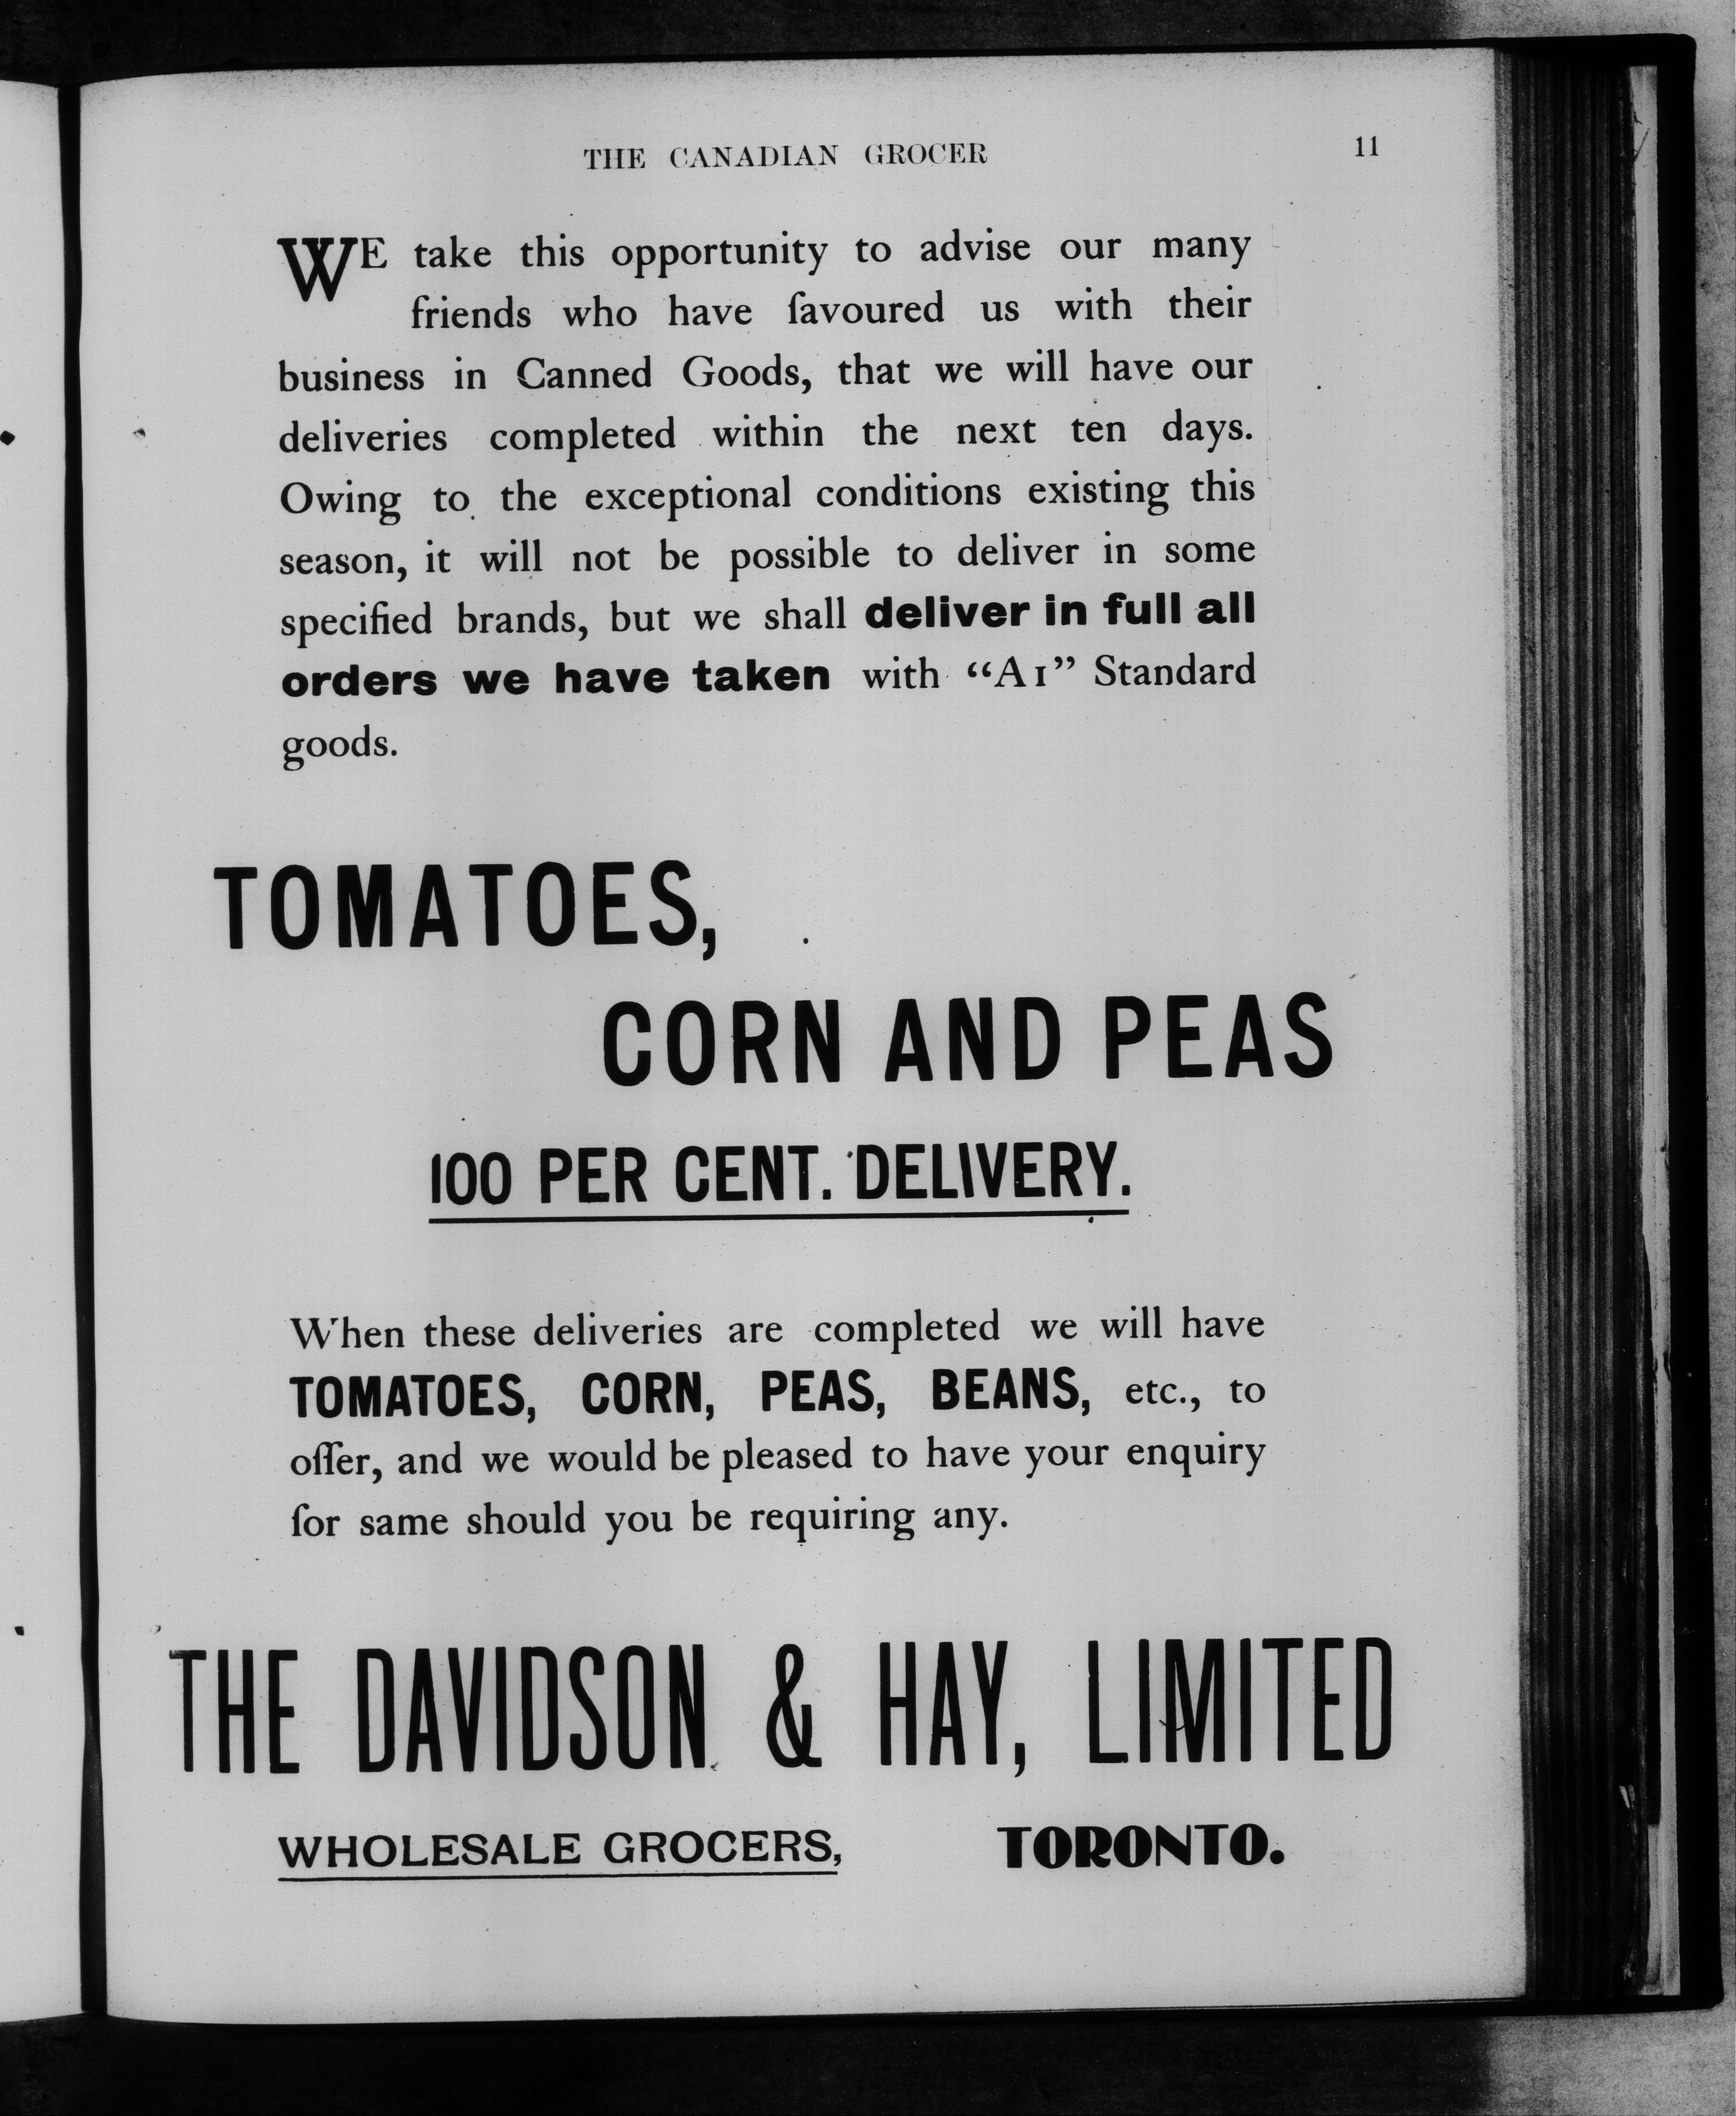 THE CANADIAN GROCER
11
WE take this opportunity to advise our many
friends who have favoured us with their
business in Canned Goods, that we will have our
deliveries completed within the next ten days.
Owing to the exceptional conditions existing this
season, it will not be possible to deliver in some
specified brands, but we shall deliver in full all
orders we have taken with “A1” Standard
goods.
TOMATOES,
CORN AND PEAS
100 PER CENT. DELIVERY.
When these deliveries are completed we will have
TOMATOES, CORN, PEAS, BEANS, etc., to
offer, and we would be pleased to have your enquiry
for same should you be requiring any.
THE DAVIDSON & HAY, LIMITED
WHOLESALE GROCERS, TORONTO.